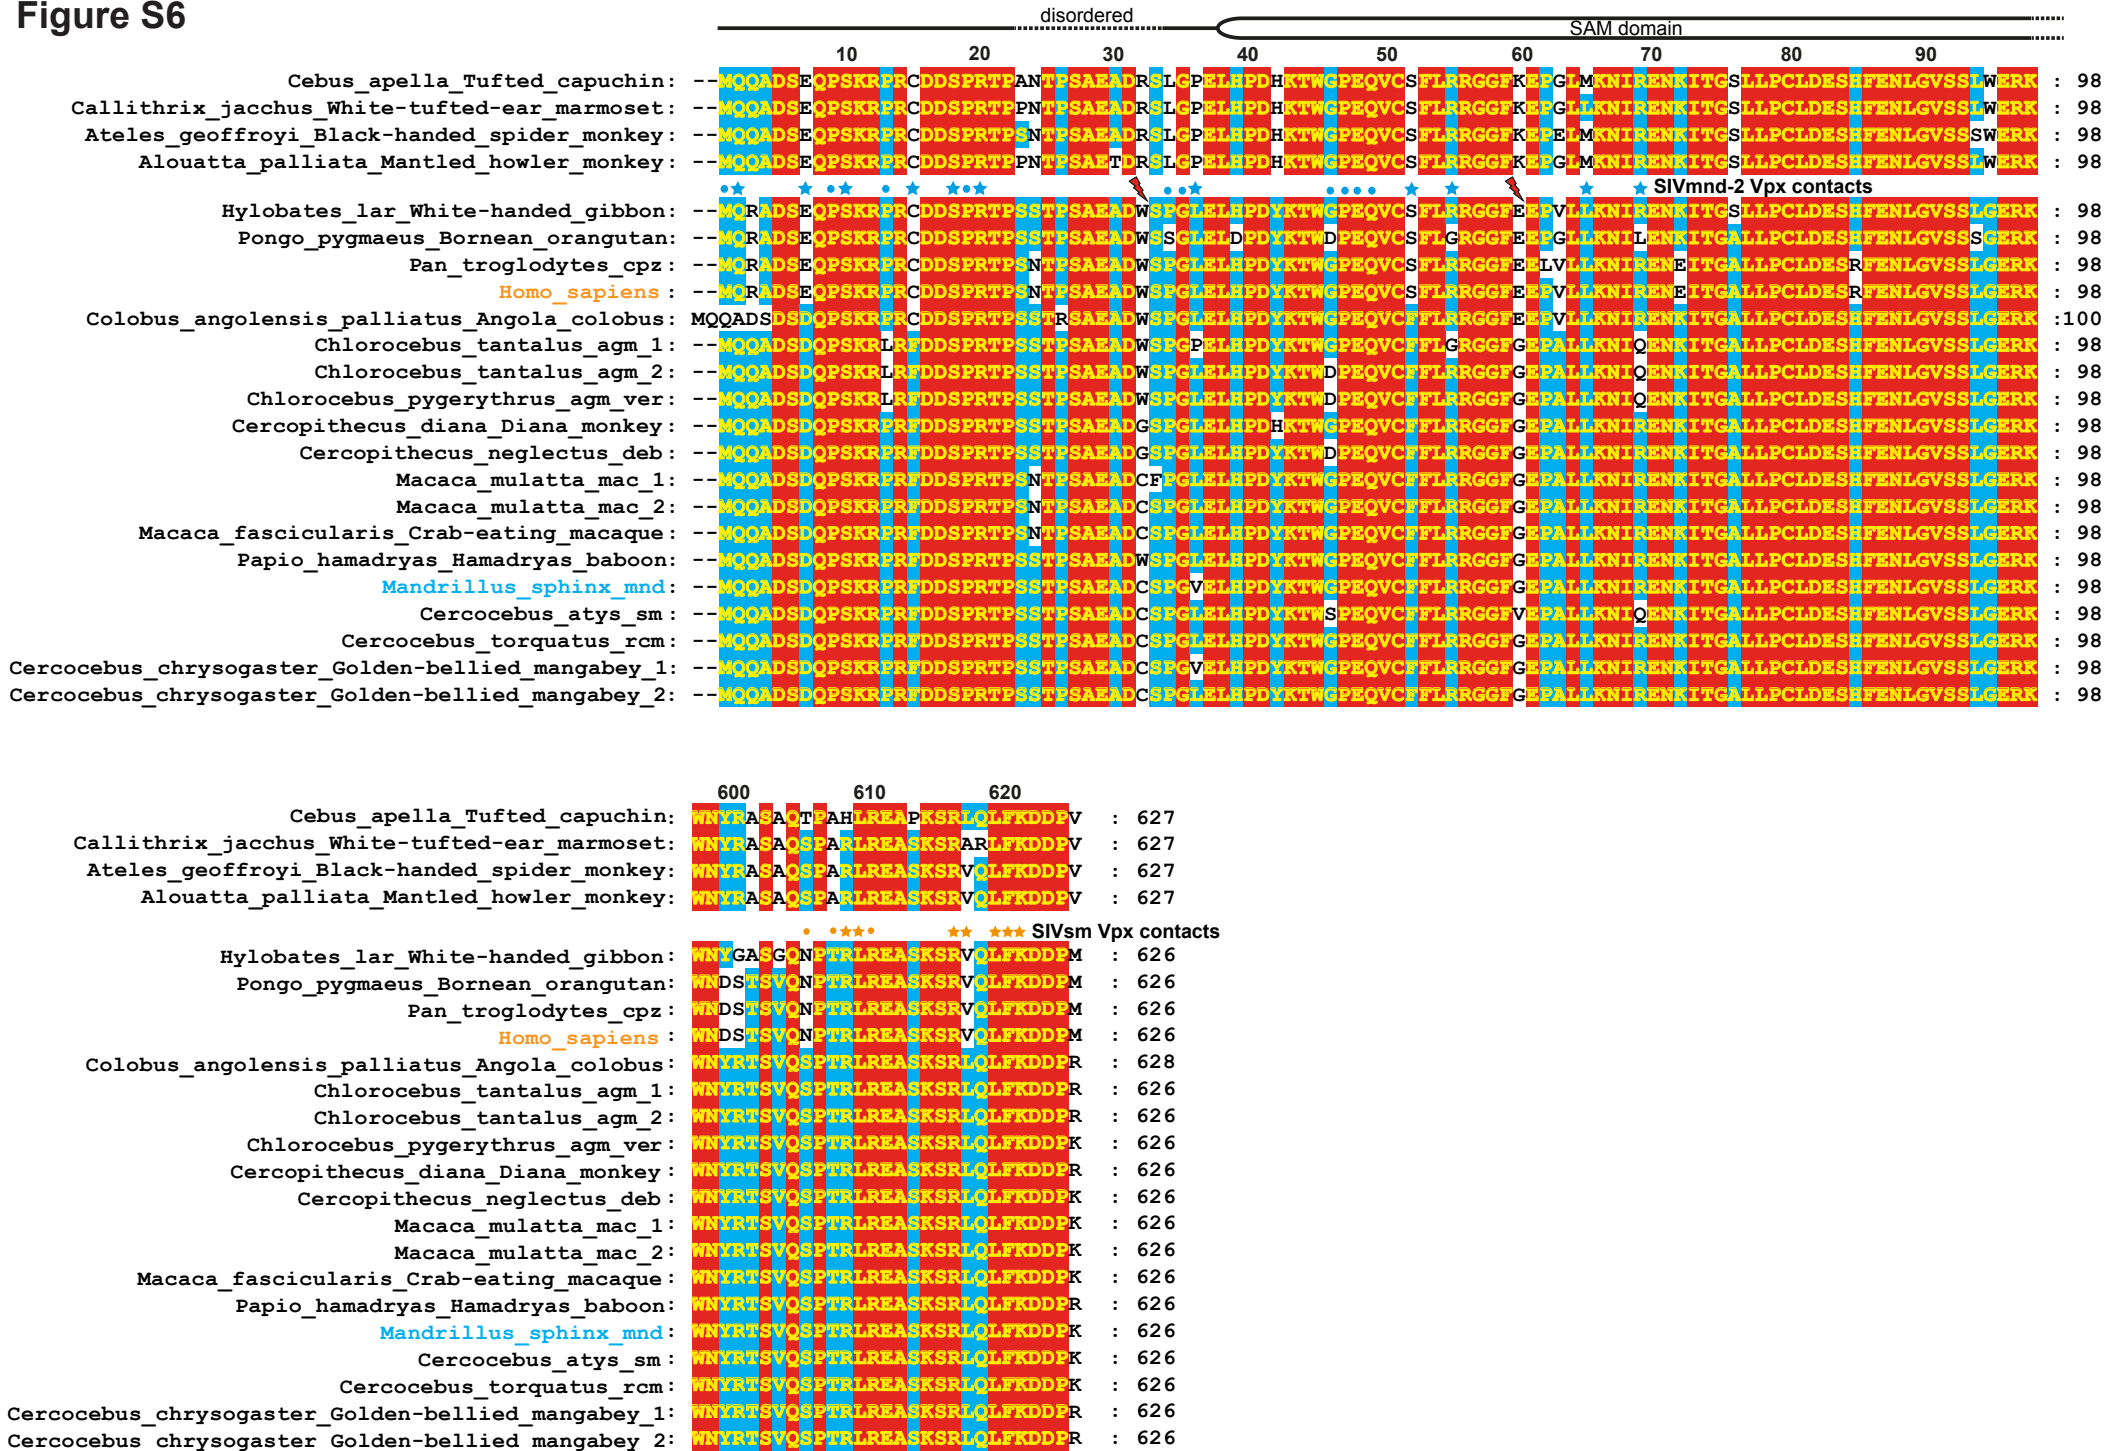 Figure S6
disordered
SAM domain
10 20 30 40 50 60 70 80 90
Cebus_apella_Tufted_capuchin: --MQQADSEQPSKRPRCDDSPRTPANTPSAEADRSLGPELHPDHKTWGPEQVCSFLRRGGFKEPGLMKNIRENKITGSLLPCLDESHFENLGVSSLWERK : 98
Callithrix_jacchus_White-tufted-ear_marmoset: --MQQADSEQPSKRPRCDDSPRTPPNTPSAEADRSLGPELHPDHKTWGPEQVCSFLRRGGFKEPGLLKNIRENKITGSLLPCLDESHFENLGVSSLWERK : 98
Ateles_geoffroyi_Black-handed_spider_monkey: --MQQADSEQPSKRPRCDDSPRTPSNTPSAEADRSLGPELHPDHKTWGPEQVCSFLRRGGFKEPELMKNIRENKITGSLLPCLDESHFENLGVSSSWERK : 98
Alouatta_palliata_Mantled_howler_monkey: --MQQADSEQPSKRPRCDDSPRTPPNTPSAETDRSLGPELHPDHKTWGPEQVCSFLRRGGFKEPGLMKNIRENKITGSLLPCLDESHFENLGVSSLWERK : 98
SIVmnd-2 Vpx contacts
Hylobates_lar_White-handed_gibbon: --MQRADSEQPSKRPRCDDSPRTPSSTPSAEADWSPGLELHPDYKTWGPEQVCSFLRRGGFEEPVLLKNIRENKITGSLLPCLDESHFENLGVSSLGERK : 98
Pongo_pygmaeus_Bornean_orangutan: --MQRADSEQPSKRPRCDDSPRTPSSTPSAEADWSSGLELDPDYKTWDPEQVCSFLGRGGFEEPGLLKNILENKITGALLPCLDESHFENLGVSSSGERK : 98
Pan_troglodytes_cpz: --MQRADSEQPSKRPRCDDSPRTPSNTPSAEADWSPGLELHPDYKTWGPEQVCSFLRRGGFEELVLLKNIRENEITGALLPCLDESRFENLGVSSLGERK : 98
Homo_sapiens : --MQRADSEQPSKRPRCDDSPRTPSNTPSAEADWSPGLELHPDYKTWGPEQVCSFLRRGGFEEPVLLKNIRENEITGALLPCLDESRFENLGVSSLGERK : 98
Colobus_angolensis_palliatus_Angola_colobus: MQQADSDSDQPSKRPRCDDSPRTPSSTRSAEADWSPGLELHPDYKTWGPEQVCSFLRRGGFEEPVLLKNIRENKITGALLPCLDESHFENLGVSSLGERK :100
Chlorocebus_tantalus_agm_1: --MQQADSDQPSKRLRFDDSPRTPSSTPSAEADWSPGPELHPDYKTWGPEQVCFFLGRGGFGEPALLKNIQENKITGALLPCLDESHFENLGVSSLGERK : 98
Chlorocebus_tantalus_agm_2: --MQQADSDQPSKRLRFDDSPRTPSSTPSAEADWSPGLELHPDYKTWDPEQVCFFLRRGGFGEPALLKNIQENKITGALLPCLDESHFENLGVSSLGERK : 98
Chlorocebus_pygerythrus_agm_ver: --MQQADSDQPSKRLRFDDSPRTPSSTPSAEADWSPGLELHPDYKTWDPEQVCFFLRRGGFGEPALLKNIQENKITGALLPCLDESHFENLGVSSLGERK : 98
Cercopithecus_diana_Diana_monkey: --MQQADSDQPSKRPRFDDSPRTPSSTPSAEADGSPGLELHPDHKTWGPEQVCFFLRRGGFGEPALLKNIRENKITGALLPCLDESHFENLGVSSLGERK : 98
Cercopithecus_neglectus_deb: --MQQADSDQPSKRPRFDDSPRTPSSTPSAEADGSPGLELHPDYKTWDPEQVCFFLRRGGFGEPALLKNIRENKITGALLPCLDESHFENLGVSSLGERK : 98
Macaca_mulatta_mac_1: --MQQADSDQPSKRPRFDDSPRTPSNTPSAEADCFPGLELHPDYKTWGPEQVCFFLRRGGFGEPALLKNIRENKITGALLPCLDESHFENLGVSSLGERK : 98
Macaca_mulatta_mac_2: --MQQADSDQPSKRPRFDDSPRTPSNTPSAEADCSPGLELHPDYKTWGPEQVCFFLRRGGFGEPALLKNIRENKITGALLPCLDESHFENLGVSSLGERK : 98
Macaca_fascicularis_Crab-eating_macaque: --MQQADSDQPSKRPRFDDSPRTPSNTPSAEADCSPGLELHPDYKTWGPEQVCFFLRRGGFGEPALLKNIRENKITGALLPCLDESHFENLGVSSLGERK : 98
Papio_hamadryas_Hamadryas_baboon: --MQQADSDQPSKRPRFDDSPRTPSSTPSAEADWSPGLELHPDYKTWGPEQVCFFLRRGGFGEPALLKNIRENKITGALLPCLDESHFENLGVSSLGERK : 98
Mandrillus_sphinx_mnd: --MQQADSDQPSKRPRFDDSPRTPSSTPSAEADCSPGVELHPDYKTWGPEQVCFFLRRGGFGEPALLKNIRENKITGALLPCLDESHFENLGVSSLGERK : 98
Cercocebus_atys_sm : --MQQADSDQPSKRPRFDDSPRTPSSTPSAEADCSPGLELHPDYKTWSPEQVCFFLRRGGFVEPALLKNIQENKITGALLPCLDESHFENLGVSSLGERK : 98
Cercocebus_torquatus_rcm: --MQQADSDQPSKRPRFDDSPRTPSSTPSAEADCSPGLELHPDYKTWGPEQVCFFLRRGGFGEPALLKNIRENKITGALLPCLDESHFENLGVSSLGERK : 98
Cercocebus_chrysogaster_Golden-bellied_mangabey_1: --MQQADSDQPSKRPRFDDSPRTPSSTPSAEADCSPGVELHPDYKTWGPEQVCFFLRRGGFGEPALLKNIRENKITGALLPCLDESHFENLGVSSLGERK : 98
Cercocebus_chrysogaster_Golden-bellied_mangabey_2: --MQQADSDQPSKRPRFDDSPRTPSSTPSAEADCSPGLELHPDYKTWGPEQVCFFLRRGGFGEPALLKNIRENKITGALLPCLDESHFENLGVSSLGERK : 98
600 610 620
Cebus_apella_Tufted_capuchin: WNYRASAQTPAHLREAPKSRLQLFKDDPV : 627
Callithrix_jacchus_White-tufted-ear_marmoset: WNYRASAQSPARLREASKSRARLFKDDPV : 627
Ateles_geoffroyi_Black-handed_spider_monkey: WNYRASAQSPARLREASKSRVQLFKDDPV : 627
Alouatta_palliata_Mantled_howler_monkey: WNYRASAQSPARLREASKSRVQLFKDDPV : 627
SIVsm Vpx contacts
Hylobates_lar_White-handed_gibbon: WNYGASGQNPTRLREASKSRVQLFKDDPM : 626
Pongo_pygmaeus_Bornean_orangutan: WNDSTSVQNPTRLREASKSRVQLFKDDPM : 626
Pan_troglodytes_cpz: WNDSTSVQNPTRLREASKSRVQLFKDDPM : 626
Homo_sapiens : WNDSTSVQNPTRLREASKSRVQLFKDDPM : 626
Colobus_angolensis_palliatus_Angola_colobus: WNYRTSVQSPTRLREASKSRLQLFKDDPR : 628
Chlorocebus_tantalus_agm_1: WNYRTSVQSPTRLREASKSRLQLFKDDPR : 626
Chlorocebus_tantalus_agm_2: WNYRTSVQSPTRLREASKSRLQLFKDDPR : 626
Chlorocebus_pygerythrus_agm_ver: WNYRTSVQSPTRLREASKSRLQLFKDDPK : 626
Cercopithecus_diana_Diana_monkey: WNYRTSVQSPTRLREASKSRLQLFKDDPR : 626
Cercopithecus_neglectus_deb: WNYRTSVQSPTRLREASKSRLQLFKDDPK : 626
Macaca_mulatta_mac_1: WNYRTSVQSPTRLREASKSRLQLFKDDPK : 626
Macaca_mulatta_mac_2: WNYRTSVQSPTRLREASKSRLQLFKDDPK : 626
Macaca_fascicularis_Crab-eating_macaque: WNYRTSVQSPTRLREASKSRLQLFKDDPK : 626
Papio_hamadryas_Hamadryas_baboon: WNYRTSVQSPTRLREASKSRLQLFKDDPR : 626
Mandrillus_sphinx_mnd: WNYRTSVQSPTRLREASKSRLQLFKDDPK : 626
Cercocebus_atys_sm : WNYRTSVQSPTRLREASKSRLQLFKDDPK : 626
Cercocebus_torquatus_rcm: WNYRTSVQSPTRLREASKSRLQLFKDDPK : 626
Cercocebus_chrysogaster_Golden-bellied_mangabey_1: WNYRTSVQSPTRLREASKSRLQLFKDDPR : 626
Cercocebus chrysogaster Golden-bellied mangabey 2: WNYRTSVQSPTRLREASKSRLQLFKDDPR : 626